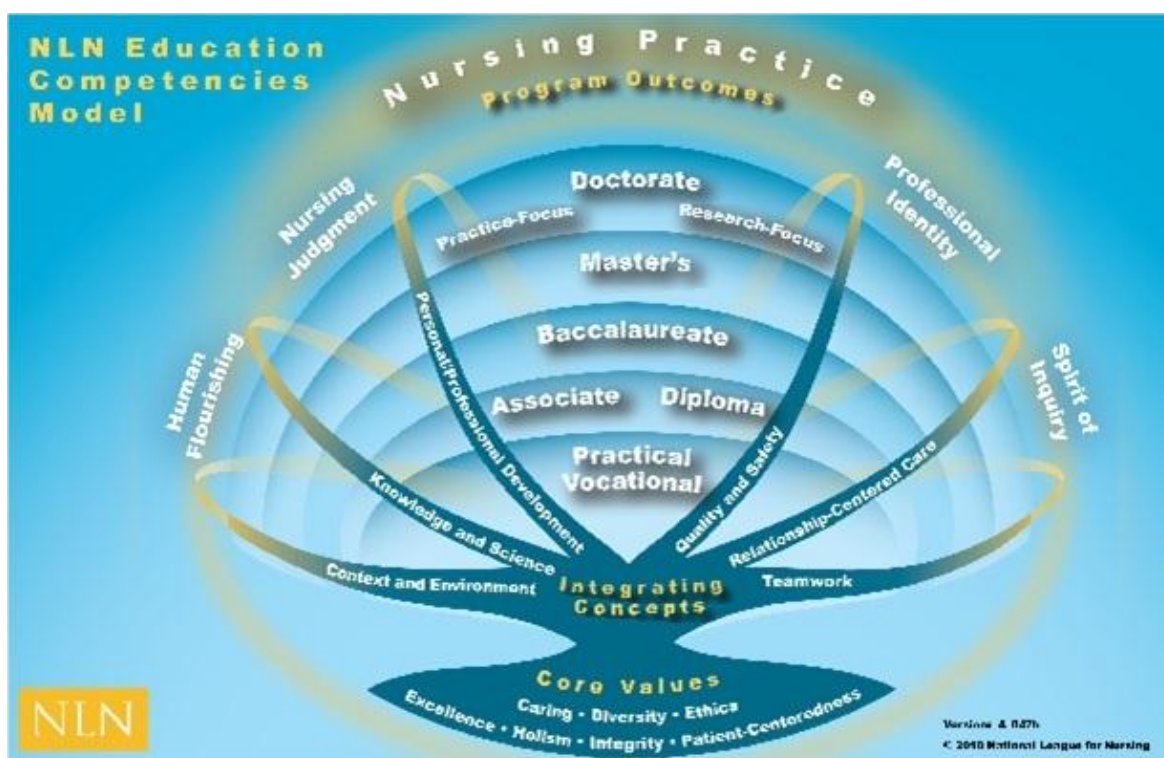 NLN Education
Competencies
Model
Nursing Practice
Program Outcomes
Nursing
Judgment
Professional
Identity
Human
Flourishing
Spirit of
Inquiry
Doctorate
Practice-Focus
Research-Focus
Master's
Baccalaureate
Associate
Diploma
Practical
Vocational
Personal/Professional Development
Quality and Safety
Knowledge and Science
Relationship-Centered Care
Context and Environment
Teamwork
Integrating
Concepts
Core Values
Caring • Diversity • Ethics
Excellence • Holism • Integrity • Patient-Centeredness
NLN
© 2010 National League for Nursing